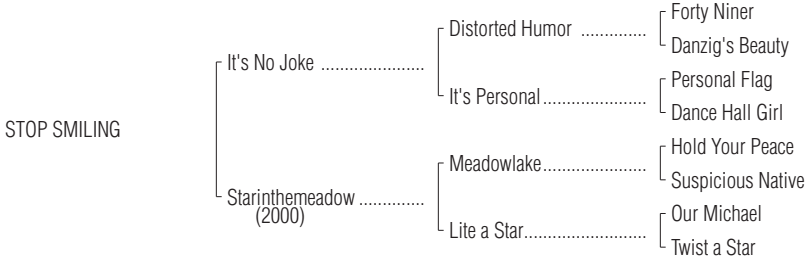 Forty Niner
Distorted Humor ..............
Danzig's Beauty
It's No Joke ......................
Personal Flag
It's Personal......................
Dance Hall Girl
STOP SMILING
Hold Your Peace
Meadowlake......................
Suspicious Native
Starinthemeadow ..............
(2000)
Our Michael
Lite a Star..........................
Twist a Star